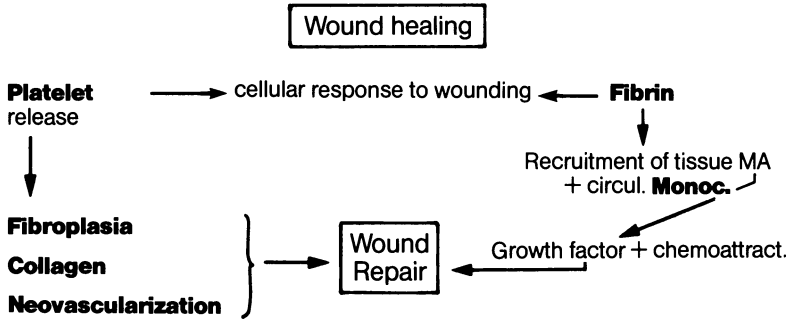 Wound healing
Platelet
release
cellular response to wounding
Fibrin
Recruitment of tissue MA
+ circul. Monoc.
Fibroplasia
Collagen
Neovascularization
Wound
Repair
Growth factor + chemoattract.